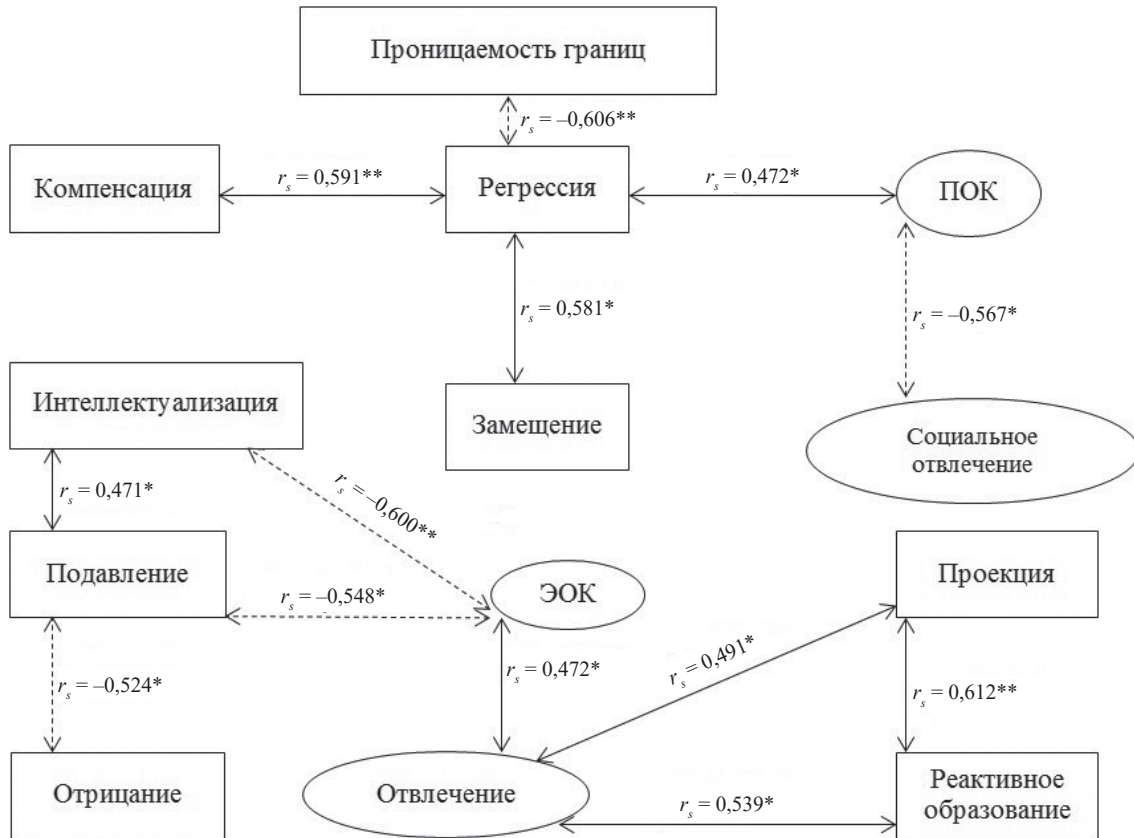 Проницаемость границ
r_s = –0,606**
Компенсация
r_s = 0,591**
Регрессия
r_s = 0,472*
ПОК
r_s = 0,581*
r_s = –0,567*
Интеллектуализация
Замещение
Социальное
отвлечение
r_s = 0,471*
r_s = –0,600**
Подавление
r_s = –0,548*
ЭОК
Проекция
r_s = –0,524*
r_s = 0,472*
r_s = 0,491*
r_s = 0,612**
Отрицание
Отвлечение
r_s = 0,539*
Реактивное
образование